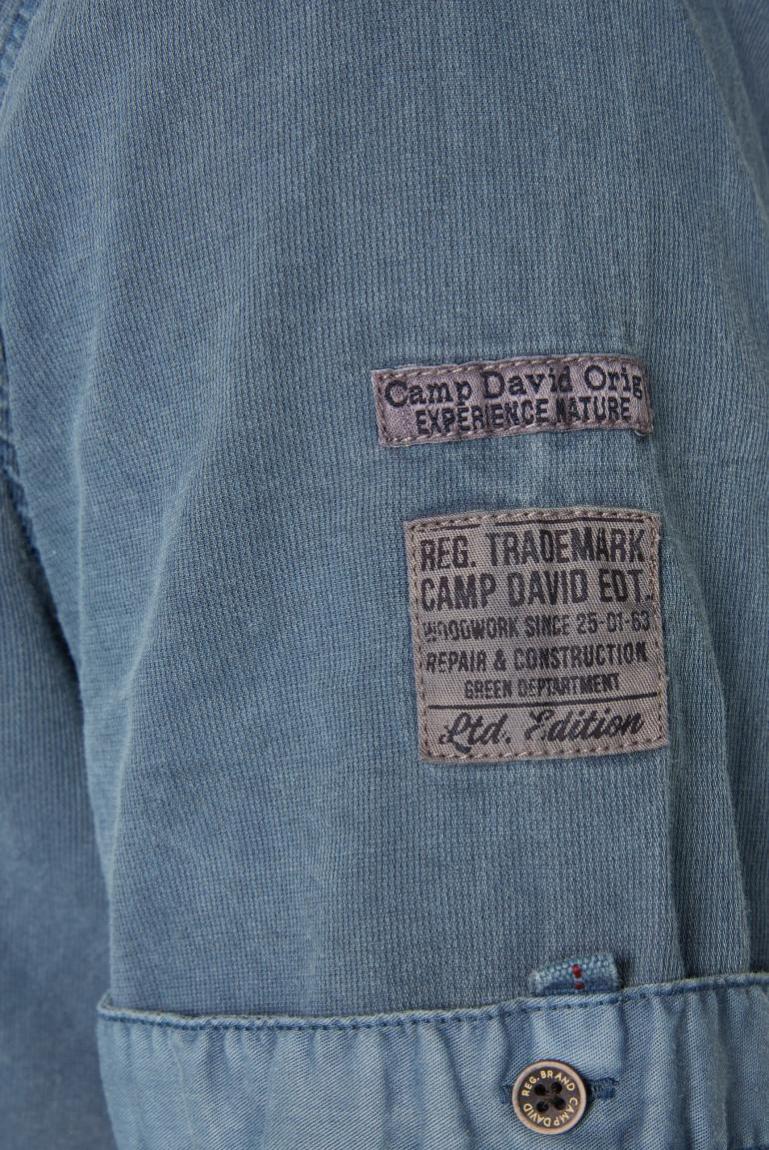 Camp David Orig
EXPERIENCE NATURE
REG. TRADEMARK
CAMP DAVID EDT.
WOODWORK SINCE 25-01-63
REPAIR & CONSTRUCTION
GREEN DEPTARTMENT
Ltd. Edition
REG. BRAND
CAMP DAVID